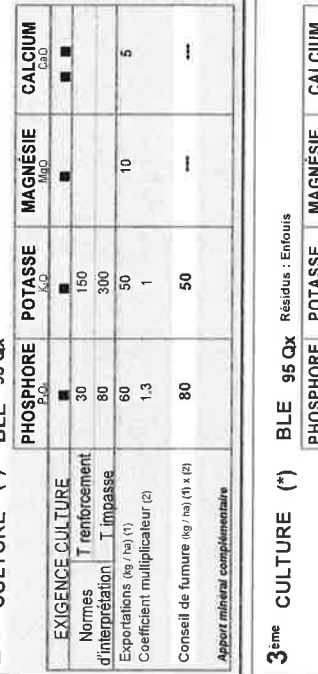 CULTURE (*) BLE 95 Qx
PHOSPHORE POTASSE MAGNÉSIE CALCIUM
P₂O₅ K₂O MgO CaO
EXIGENCE CULTURE ■ ■ ■ ■ ■
Normes d'interprétation T renforcement 30 150
T impasse 80 300
Exportations (kg / ha) (1) 60 50 10 5
Coefficient multiplicateur (2) 1,3 1
Conseil de fumure (kg / ha) (1) x (2) 80 50 --- ---
Apport minéral complémentaire
3ème CULTURE (*) BLE 95 Qx Résidus : Enfouis
PHOSPHORE POTASSE MAGNÉSIE CALCIUM